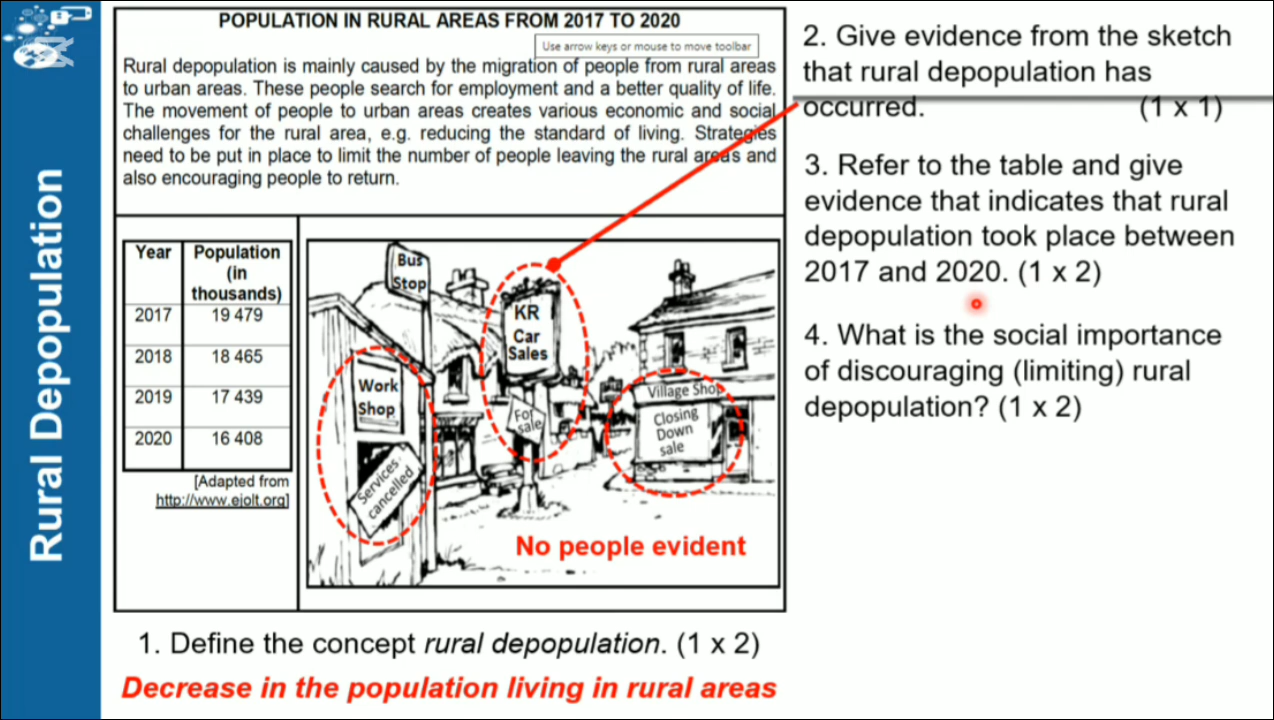 Rural Depopulation
POPULATION IN RURAL AREAS FROM 2017 TO 2020
Use arrow keys or mouse to move toolbar
Rural depopulation is mainly caused by the migration of people from rural areas
to urban areas. These people search for employment and a better quality of life.
The movement of people to urban areas creates various economic and social
challenges for the rural area, e.g. reducing the standard of living. Strategies
need to be put in place to limit the number of people leaving the rural areas and
also encouraging people to return.
Year Population
(in
thousands)
2017 19 479
2018 18 465
2019 17 439
2020 16 408
[Adapted from
http://www.ejolt.org]
Bus
Stop
KR
Car
Sales
For
sale
Work
Shop
Services
cancelled
Village Shop
Closing
Down
sale
No people evident
1. Define the concept rural depopulation. (1 x 2)
Decrease in the population living in rural areas
2. Give evidence from the sketch
that rural depopulation has
occurred. (1 x 1)
3. Refer to the table and give
evidence that indicates that rural
depopulation took place between
2017 and 2020. (1 x 2)
4. What is the social importance
of discouraging (limiting) rural
depopulation? (1 x 2)